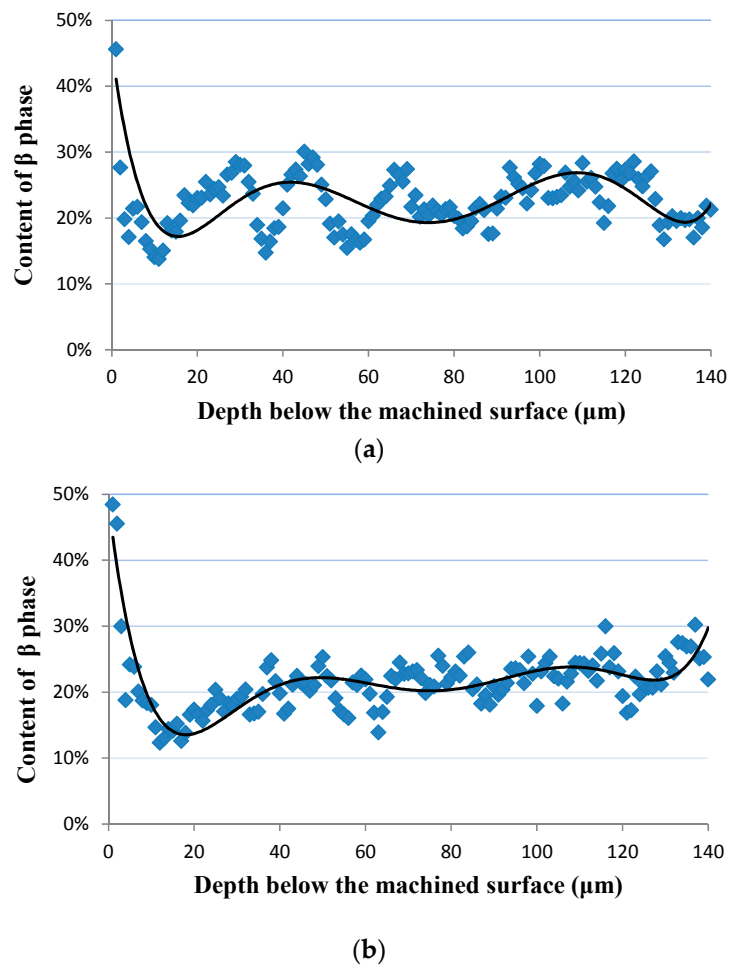 50%
40%
30%
20%
10%
0%
Content of β phase
0 20 40 60 80 100 120 140
Depth below the machined surface (μm)
(a)
50%
40%
30%
20%
10%
0%
Content of β phase
0 20 40 60 80 100 120 140
Depth below the machined surface (μm)
(b)